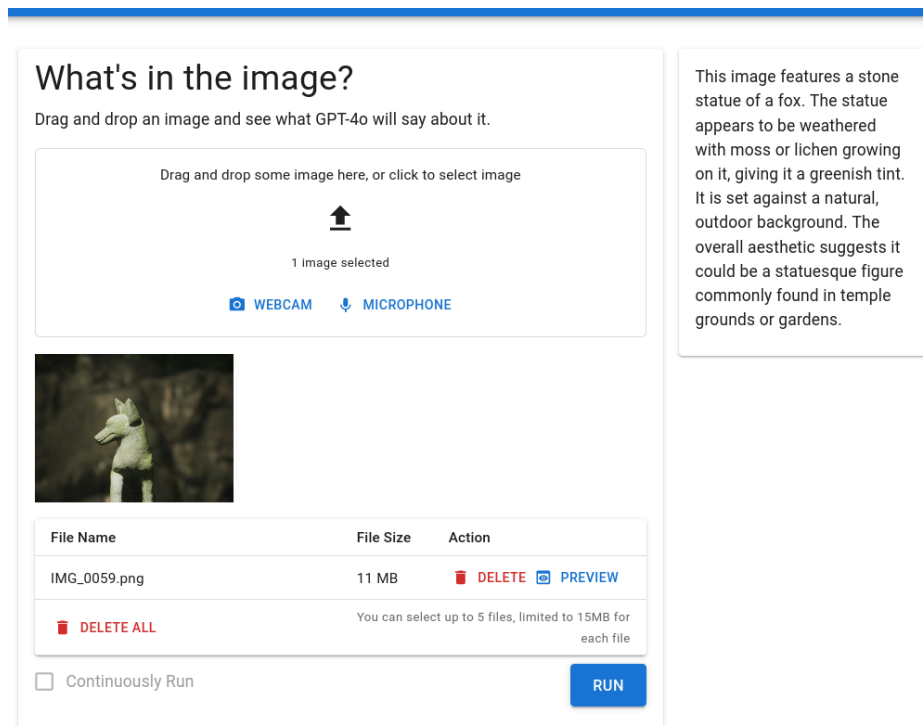 What's in the image?
Drag and drop an image and see what GPT-4o will say about it.
Drag and drop some image here, or click to select image
1 image selected
WEBCAM MICROPHONE
File Name File Size Action
IMG_0059.png 11 MB DELETE PREVIEW
DELETE ALL
You can select up to 5 files, limited to 15MB for
each file
Continuously Run
RUN
This image features a stone
statue of a fox. The statue
appears to be weathered
with moss or lichen growing
on it, giving it a greenish tint.
It is set against a natural,
outdoor background. The
overall aesthetic suggests it
could be a statuesque figure
commonly found in temple
grounds or gardens.